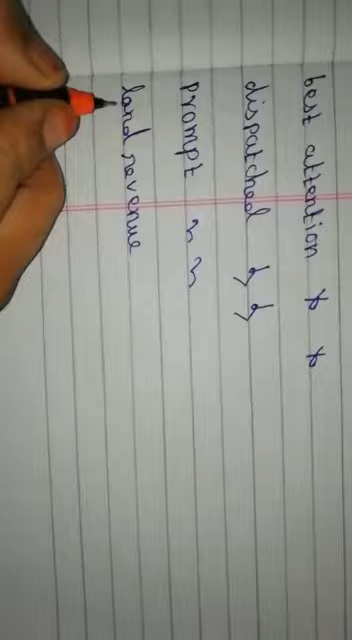 best attention
dispatched
prompt
land revenue